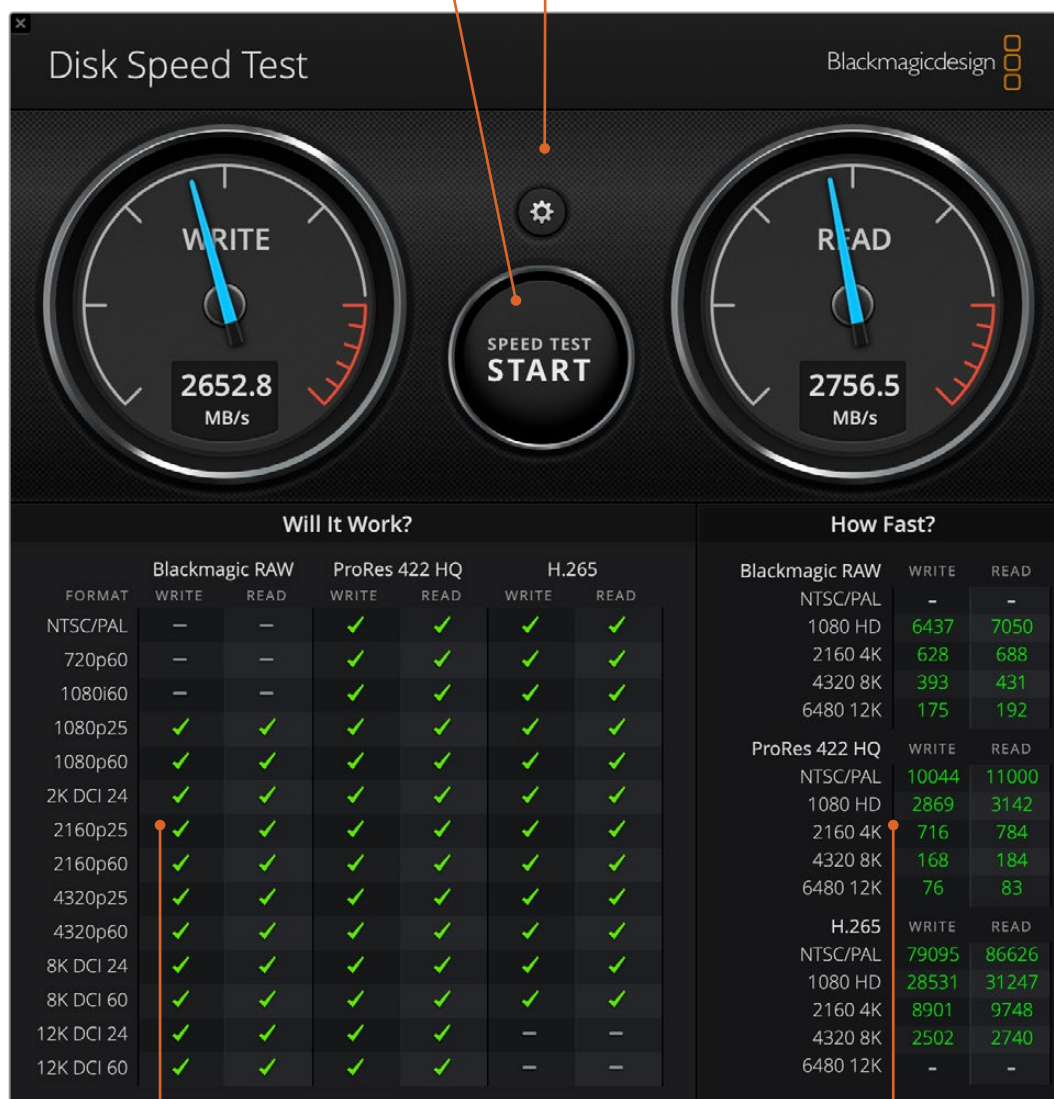 Disk Speed Test
Blackmagicdesign
WRITE
2652.8
MB/s
SPEED TEST
START
READ
2756.5
MB/s
Will It Work?
Blackmagic RAW ProRes 422 HQ H.265
FORMAT WRITE READ WRITE READ WRITE READ
NTSC/PAL – – ✓ ✓ ✓ ✓
720p60 – – ✓ ✓ ✓ ✓
1080i60 – – ✓ ✓ ✓ ✓
1080p25 ✓ ✓ ✓ ✓ ✓ ✓
1080p60 ✓ ✓ ✓ ✓ ✓ ✓
2K DCI 24 ✓ ✓ ✓ ✓ ✓ ✓
2160p25 ✓ ✓ ✓ ✓ ✓ ✓
2160p60 ✓ ✓ ✓ ✓ ✓ ✓
4320p25 ✓ ✓ ✓ ✓ ✓ ✓
4320p60 ✓ ✓ ✓ ✓ ✓ ✓
8K DCI 24 ✓ ✓ ✓ ✓ ✓ ✓
8K DCI 60 ✓ ✓ ✓ ✓ ✓ ✓
12K DCI 24 ✓ ✓ ✓ ✓ – –
12K DCI 60 ✓ ✓ ✓ ✓ – –
How Fast?
Blackmagic RAW WRITE READ
NTSC/PAL - -
1080 HD 6437 7050
2160 4K 628 688
4320 8K 393 431
6480 12K 175 192
ProRes 422 HQ WRITE READ
NTSC/PAL 10044 11000
1080 HD 2869 3142
2160 4K 716 784
4320 8K 168 184
6480 12K 76 83
H.265 WRITE READ
NTSC/PAL 79095 86626
1080 HD 28531 31247
2160 4K 8901 9748
4320 8K 2502 2740
6480 12K - -